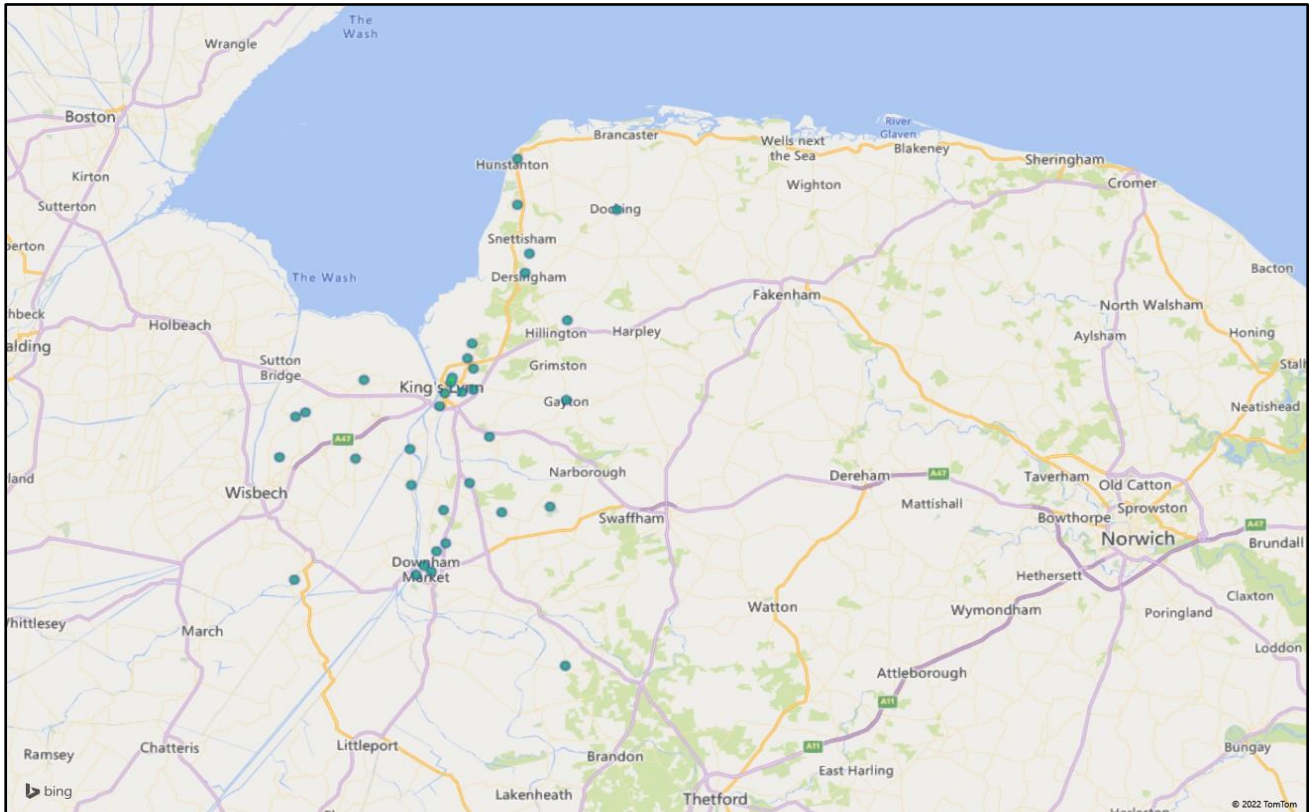 The
Wash
Wrangle
Boston
Brancaster
River
Glaven
Wells next
the Sea
Blakeney
Sheringham
Hunstanton
Kirton
Wighton
Cromer
Sutterton
Docking
Snettisham
perton
The Wash
Dersingham
Bacton
Fakenham
North Walsham
hbeck
Holbeach
Hillington
Harpley
Honing
Aylsham
alding
Sutton
Bridge
Grimston
Stal
King's Lynn
Gayton
Neatishead
A47
land
Narborough
Dereham
A47
Taverham
Old Catton
Wisbech
Mattishall
Sprowston
Swaffham
Bowthorpe
A47
Norwich
Brundall
Downham
Market
Hethersett
Claxton
Watton
Wymondham
Poringland
Whittlesey
March
Loddon
Attleborough
A11
Littleport
A11
Ramsey
Chatteris
Brandon
Bungay
East Harling
bing
Lakenheath
Thetford
© 2022 TomTom